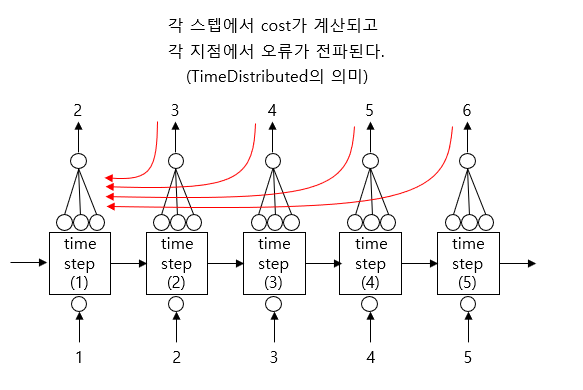 각 스텝에서 cost가 계산되고
각 지점에서 오류가 전파된다.
(TimeDistributed의 의미)
2 3 4 5 6
time step (1) time step (2) time step (3) time step (4) time step (5)
1 2 3 4 5